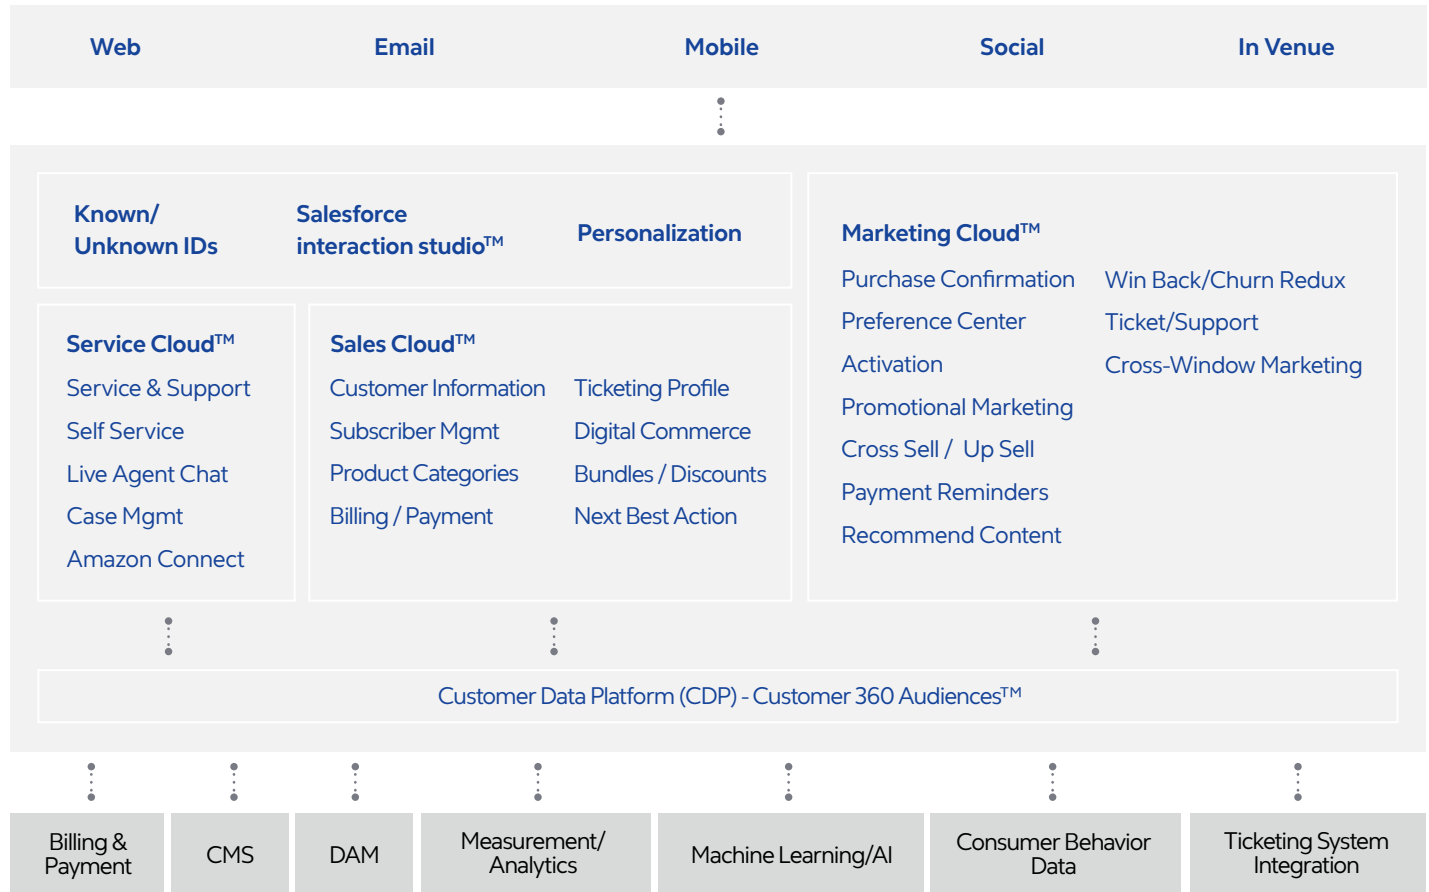 Web
Email
Mobile
Social
In Venue
Known/
Unknown IDs
Salesforce
interaction studio™
Personalization
Marketing Cloud™
Purchase Confirmation
Preference Center
Activation
Promotional Marketing
Cross Sell / Up Sell
Payment Reminders
Recommend Content
Win Back/Churn Redux
Ticket/Support
Cross-Window Marketing
Service Cloud™
Service & Support
Self Service
Live Agent Chat
Case Mgmt
Amazon Connect
Sales Cloud™
Customer Information
Subscriber Mgmt
Product Categories
Billing / Payment
Ticketing Profile
Digital Commerce
Bundles / Discounts
Next Best Action
Customer Data Platform (CDP) - Customer 360 Audiences™
Billing &
Payment
CMS
DAM
Measurement/
Analytics
Machine Learning/AI
Consumer Behavior
Data
Ticketing System
Integration